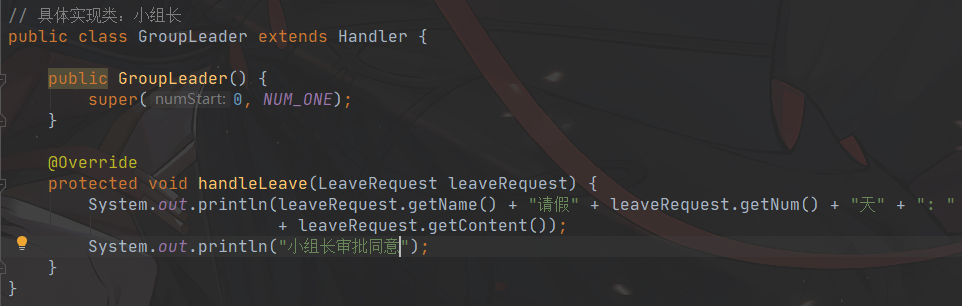 // 具体实现类：小组长
public class GroupLeader extends Handler {
public GroupLeader() {
super( numStart: 0, NUM_ONE);
}
@Override
protected void handleLeave(LeaveRequest leaveRequest) {
System.out.println(leaveRequest.getName() + "请假" + leaveRequest.getNum() + "天" + ": "
+ leaveRequest.getContent());
System.out.println("小组长审批同意");
}
}